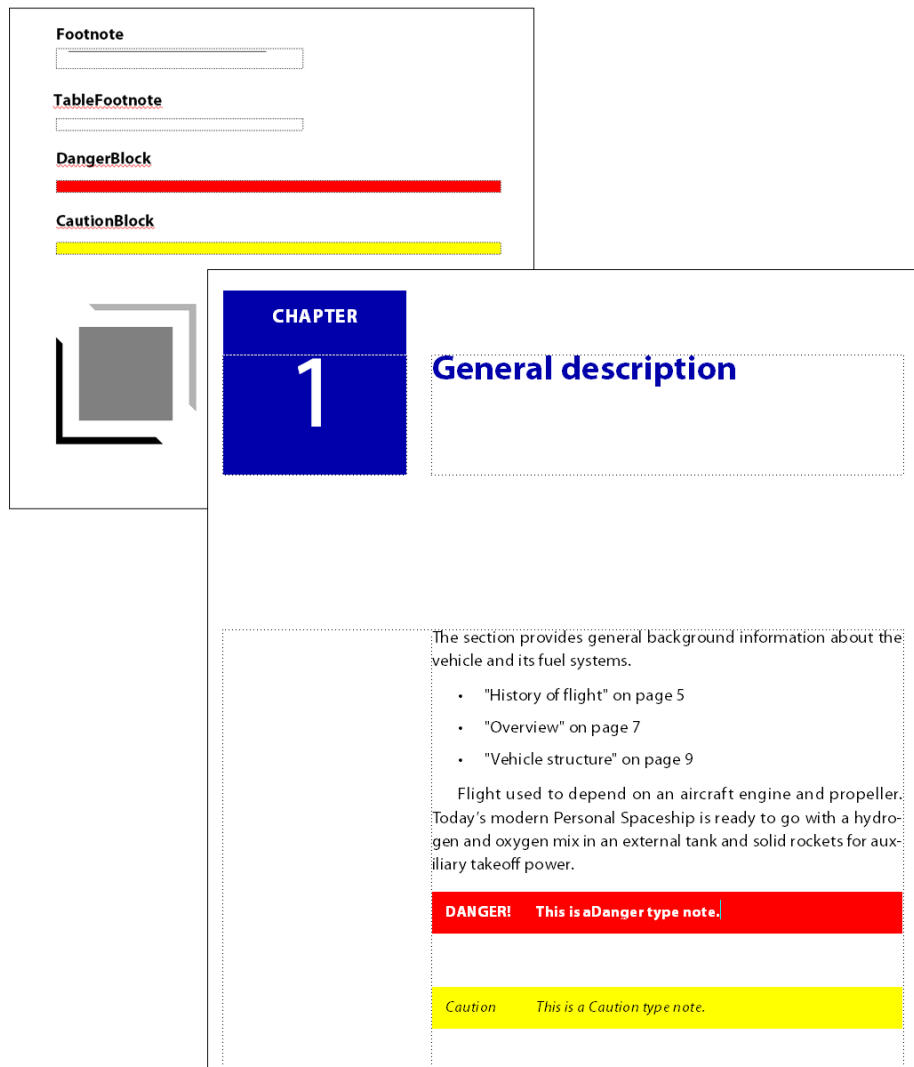 Footnote
TableFootnote
DangerBlock
CautionBlock
CHAPTER
1
General description
The section provides general background information about the
vehicle and its fuel systems.
• "History of flight" on page 5
• "Overview" on page 7
• "Vehicle structure" on page 9
Flight used to depend on an aircraft engine and propeller.
Today's modern Personal Spaceship is ready to go with a hydro-
gen and oxygen mix in an external tank and solid rockets for aux-
iliary takeoff power.
DANGER! This is aDanger type note.
Caution This is a Caution type note.